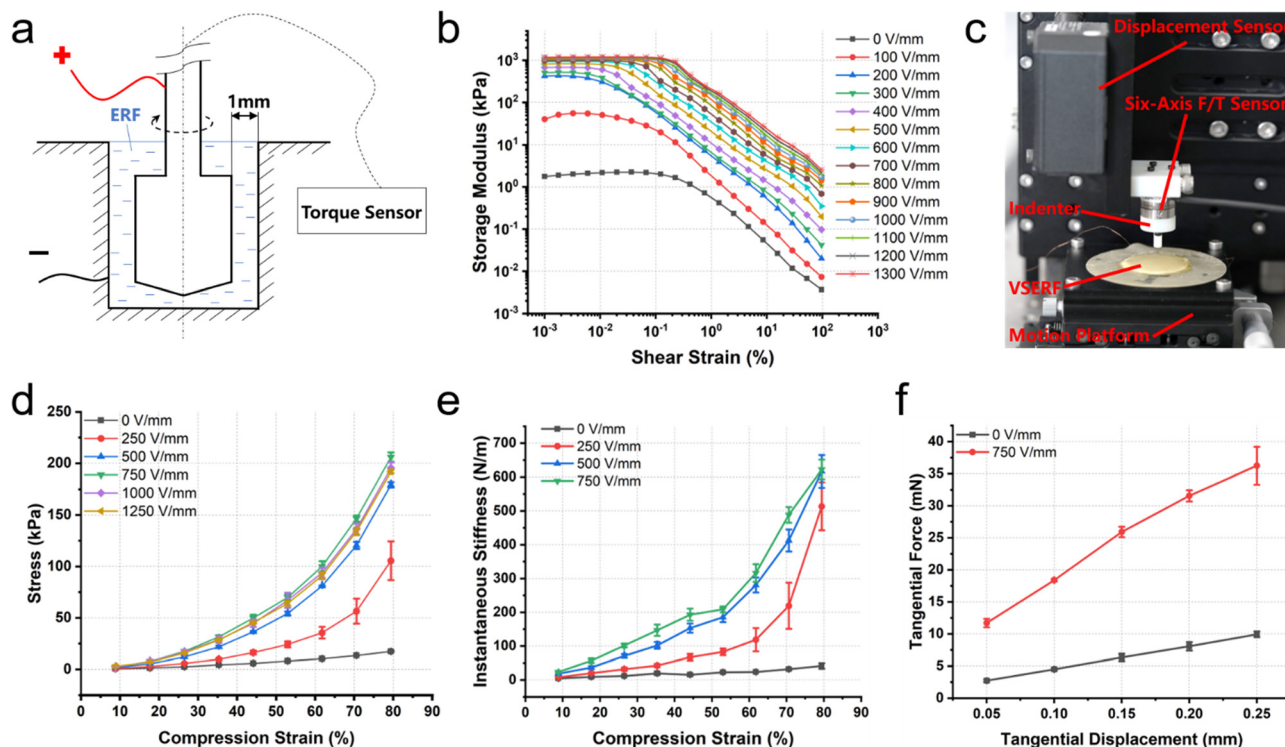 a
+
ERF
1mm
−
Torque Sensor
b
Storage Modulus (kPa)
10³
10²
10¹
10⁰
10⁻¹
10⁻²
10⁻³
10⁻³
10⁻²
10⁻¹
10⁰
10¹
10²
10³
Shear Strain (%)
0 V/mm
100 V/mm
200 V/mm
300 V/mm
400 V/mm
500 V/mm
600 V/mm
700 V/mm
800 V/mm
900 V/mm
1000 V/mm
1100 V/mm
1200 V/mm
1300 V/mm
c
Displacement Sensor
Six-Axis F/T Sensor
Indenter
VSERF
Motion Platform
d
Stress (kPa)
250
200
150
100
50
0
0
10
20
30
40
50
60
70
80
90
Compression Strain (%)
0 V/mm
250 V/mm
500 V/mm
750 V/mm
1000 V/mm
1250 V/mm
e
Instantaneous Stiffness (N/m)
700
600
500
400
300
200
100
0
0
10
20
30
40
50
60
70
80
90
Compression Strain (%)
0 V/mm
250 V/mm
500 V/mm
750 V/mm
f
Tangential Force (mN)
40
35
30
25
20
15
10
5
0
0.05
0.10
0.15
0.20
0.25
Tangential Displacement (mm)
0 V/mm
750 V/mm